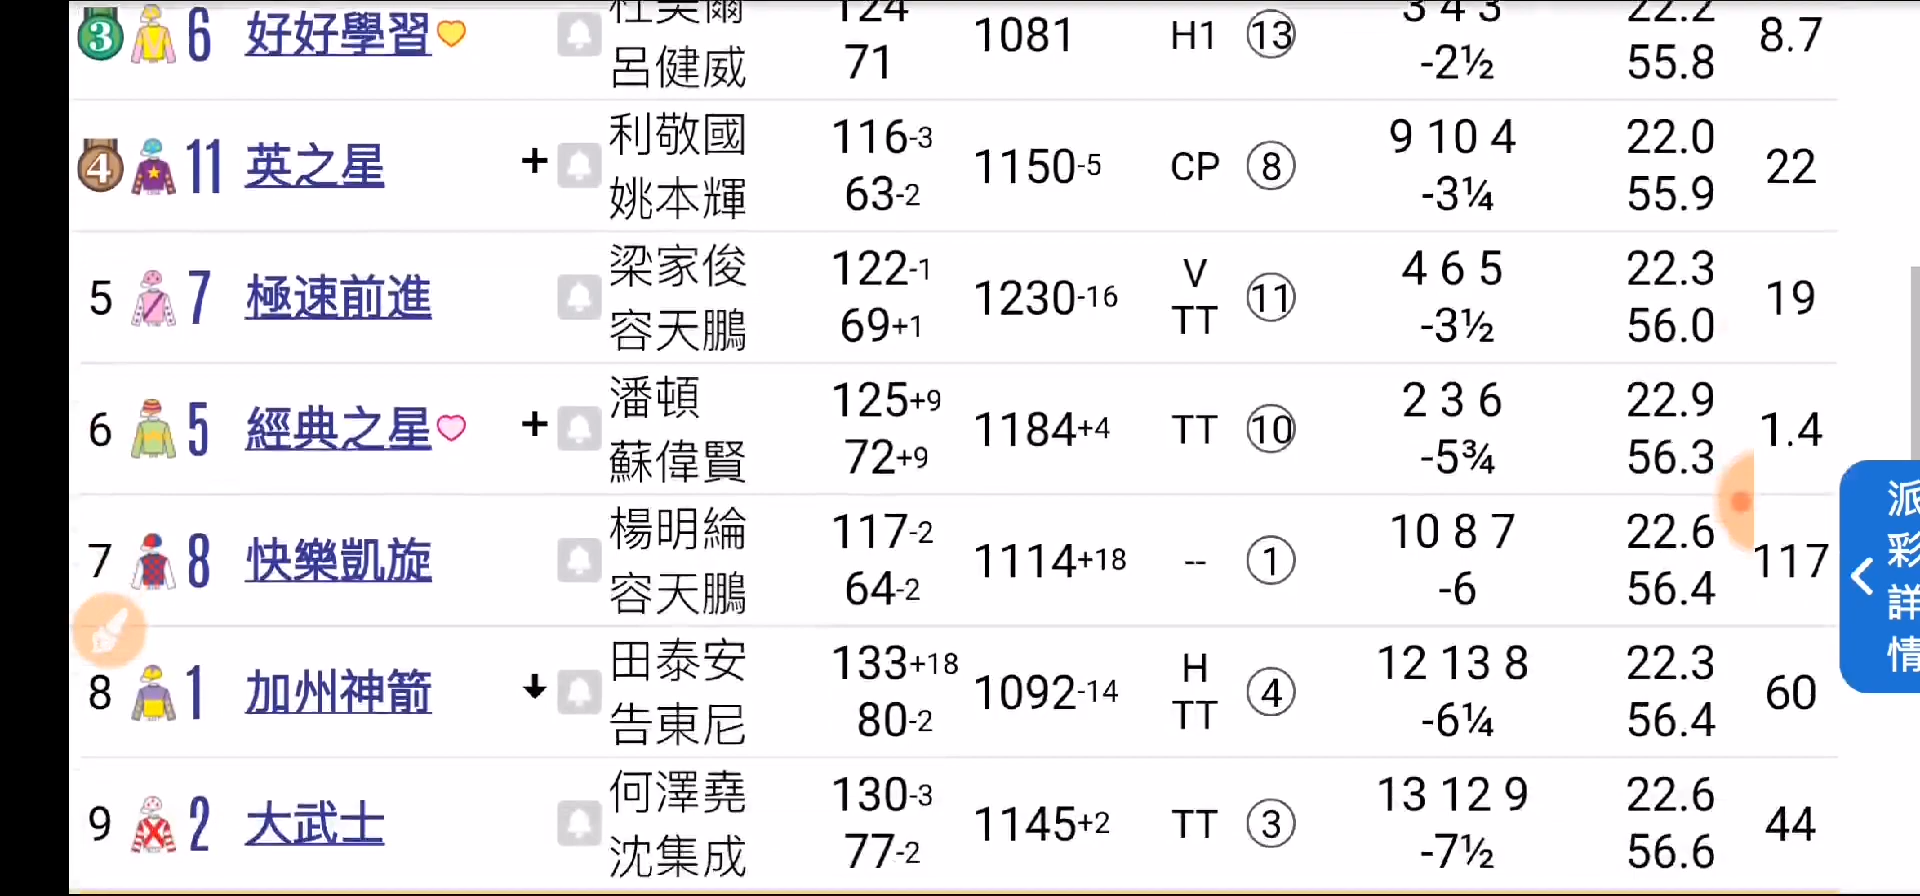 3 6 好好學習 杜美爾 124 1081 H1 13 3 4 3 22.2 8.7
呂健威 71 -2½ 55.8
4 11 英之星 + 利敬國 116-3 1150-5 CP 8 9 10 4 22.0 22
姚本輝 63-2 -3¼ 55.9
5 7 極速前進 梁家俊 122-1 1230-16 V TT 11 4 6 5 22.3 19
容天鵬 69+1 -3½ 56.0
6 5 經典之星 + 潘頓 125+9 1184+4 TT 10 2 3 6 22.9 1.4
蘇偉賢 72+9 -5¾ 56.3
7 8 快樂凱旋 楊明綸 117-2 1114+18 -- 1 10 8 7 22.6 117
容天鵬 64-2 -6 56.4
8 1 加州神箭 田泰安 133+18 1092-14 H TT 4 12 13 8 22.3 60
告東尼 80-2 -6¼ 56.4
9 2 大武士 何澤堯 130-3 1145+2 TT 3 13 12 9 22.6 44
沈集成 77-2 -7½ 56.6
派彩詳情